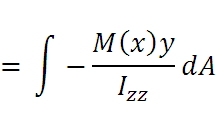 = ∫ − M(x)y / I_zz dA